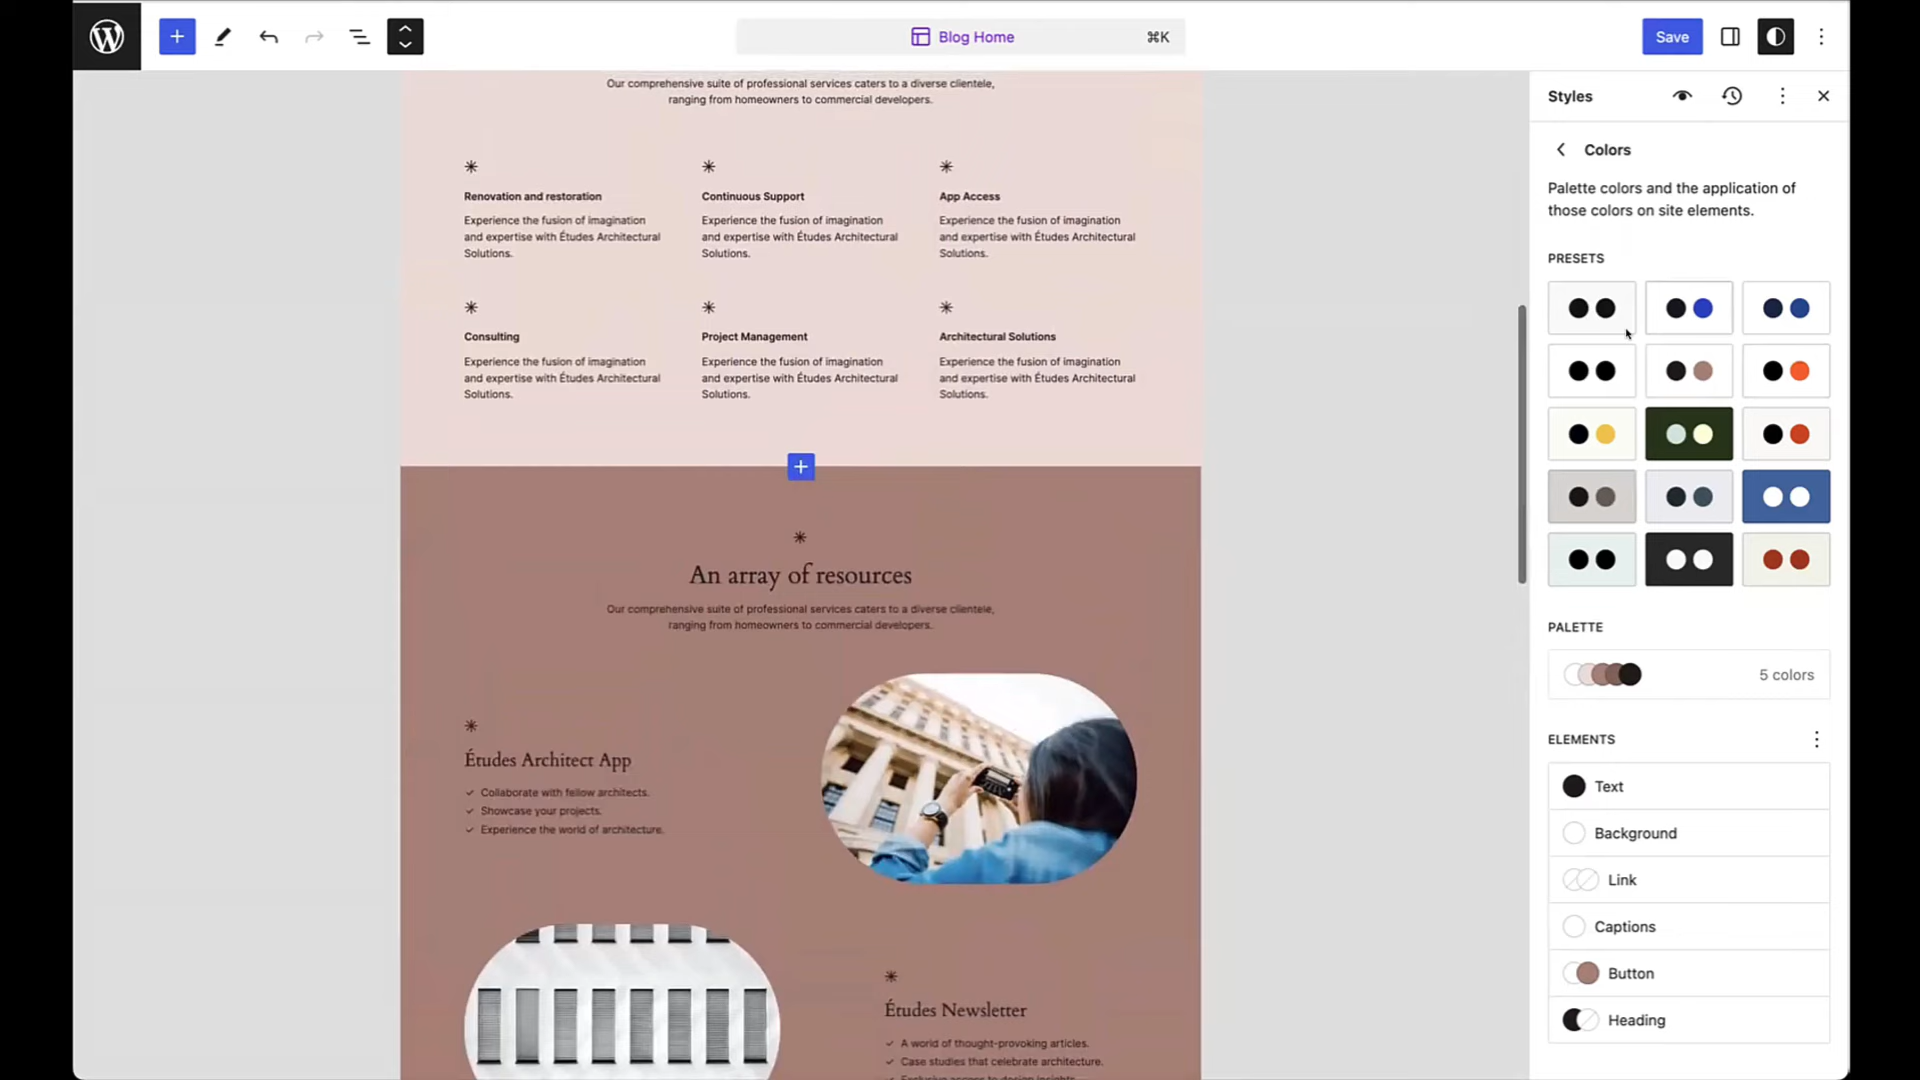 Blog Home
⌘K
Save
Our comprehensive suite of professional services caters to a diverse clientele,
ranging from homeowners to commercial developers.
Renovation and restoration
Experience the fusion of imagination
and expertise with Études Architectural
Solutions.
Continuous Support
Experience the fusion of imagination
and expertise with Études Architectural
Solutions.
App Access
Experience the fusion of imagination
and expertise with Études Architectural
Solutions.
Consulting
Experience the fusion of imagination
and expertise with Études Architectural
Solutions.
Project Management
Experience the fusion of imagination
and expertise with Études Architectural
Solutions.
Architectural Solutions
Experience the fusion of imagination
and expertise with Études Architectural
Solutions.
An array of resources
Our comprehensive suite of professional services caters to a diverse clientele,
ranging from homeowners to commercial developers.
Études Architect App
Collaborate with fellow architects.
Showcase your projects.
Experience the world of architecture.
Études Newsletter
A world of thought-provoking articles.
Case studies that celebrate architecture.
Exclusive access to design insights.
Styles
Colors
Palette colors and the application of
those colors on site elements.
PRESETS
PALETTE
5 colors
ELEMENTS
Text
Background
Link
Captions
Button
Heading